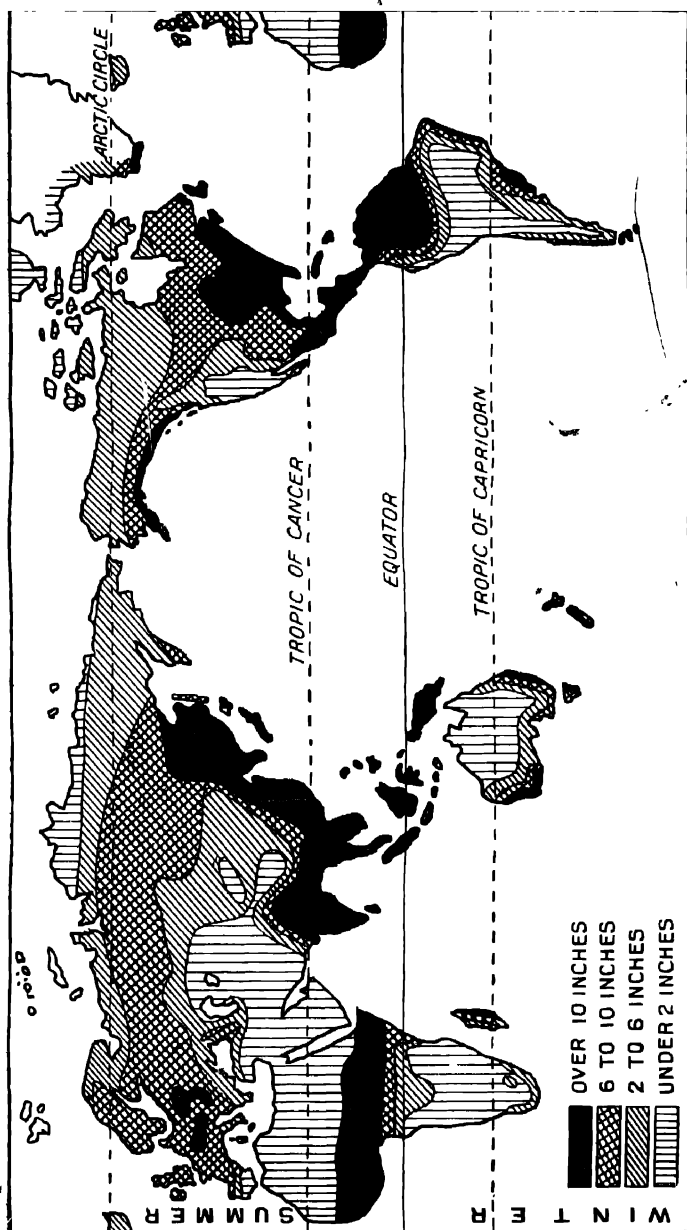 ARCTIC CIRCLE
SUMMER
TROPIC OF CANCER
EQUATOR
TROPIC OF CAPRICORN
WINTER
OVER 10 INCHES
6 TO 10 INCHES
2 TO 6 INCHES
UNDER 2 INCHES